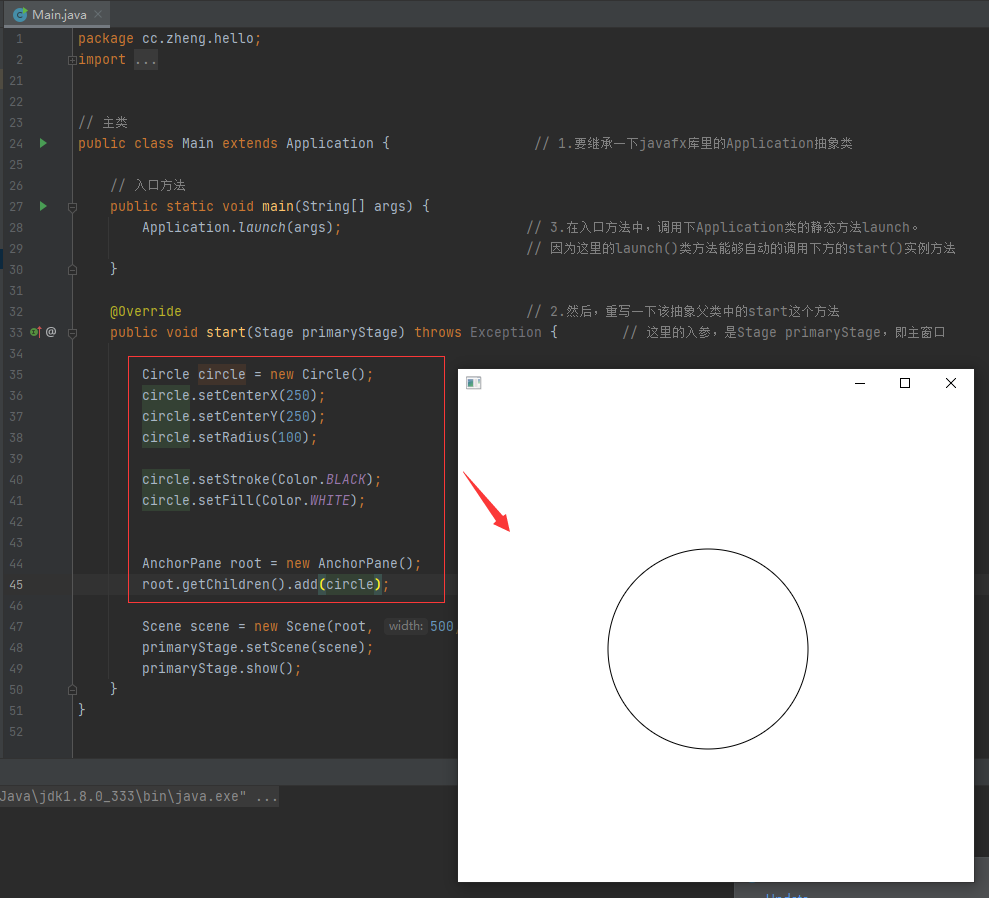 Main.java
1 package cc.zheng.hello;
2 import ...
21
22
23 // 主类
24 public class Main extends Application { // 1.要继承一下javafx库里的Application抽象类
25
26 // 入口方法
27 public static void main(String[] args) {
28 Application.launch(args); // 3.在入口方法中，调用下Application类的静态方法launch。
29 // 因为这里的launch()类方法能够自动的调用下方的start()实例方法
30 }
31
32 @Override // 2.然后，重写一下该抽象父类中的start这个方法
33 @ public void start(Stage primaryStage) throws Exception { // 这里的入参，是Stage primaryStage，即主窗口
34
35 Circle circle = new Circle();
36 circle.setCenterX(250);
37 circle.setCenterY(250);
38 circle.setRadius(100);
39
40 circle.setStroke(Color.BLACK);
41 circle.setFill(Color.WHITE);
42
43
44 AnchorPane root = new AnchorPane();
45 root.getChildren().add(circle);
46
47 Scene scene = new Scene(root, width: 500,
48 primaryStage.setScene(scene);
49 primaryStage.show();
50 }
51 }
52
Java\jdk1.8.0_333\bin\java.exe" ...